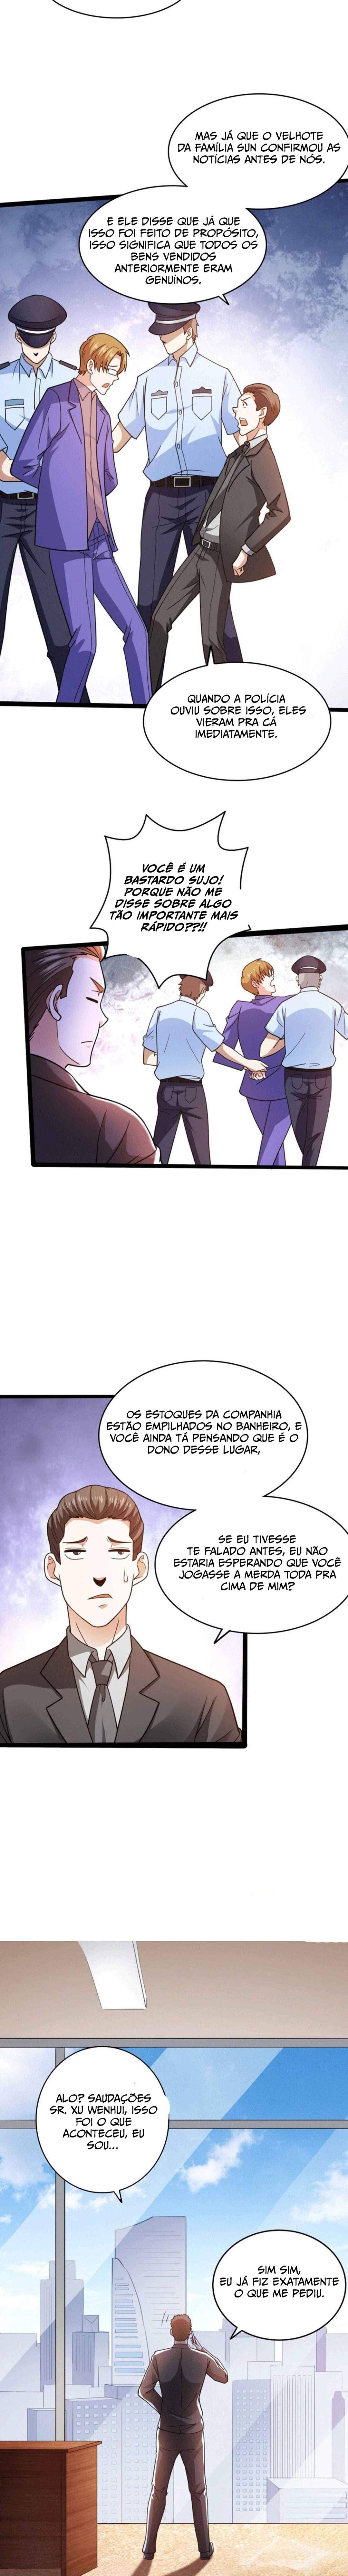 MAS JÁ QUE O VELHOTE
DA FAMÍLIA SUN CONFIRMOU AS
NOTÍCIAS ANTES DE NÓS.
E ELE DISSE QUE JÁ QUE
ISSO FOI FEITO DE PROPÓSITO,
ISSO SIGNIFICA QUE TODOS OS
BENS VENDIDOS
ANTERIORMENTE ERAM
GENUÍNOS.
QUANDO A POLÍCIA
OUVIU SOBRE ISSO, ELES
VIERAM PRA CÁ
IMEDIATAMENTE.
VOCÊ É UM
BASTARDO SUJO!
PORQUE NÃO ME
DISSE SOBRE ALGO
TÃO IMPORTANTE MAIS
RÁPIDO??!!
OS ESTOQUES DA COMPANHIA
ESTÃO EMPILHADOS NO BANHEIRO, E
VOCÊ AINDA TÁ PENSANDO QUE É O
DONO DESSE LUGAR,
SE EU TIVESSE
TE FALADO ANTES, EU NÃO
ESTARIA ESPERANDO QUE VOCÊ
JOGASSE A MERDA TODA PRA
CIMA DE MIM?
ALO? SAUDAÇÕES
SR. XU WENHUI, ISSO
FOI O QUE
ACONTECEU, EU
SOU...
SIM SIM,
EU JÁ FIZ EXATAMENTE
O QUE ME PEDIU.